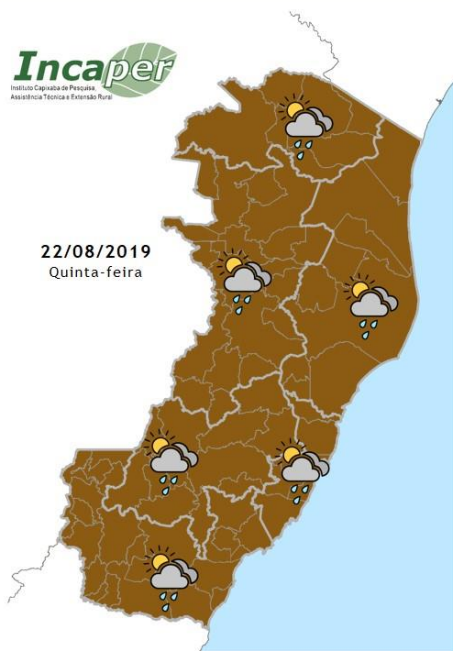 Incaper
Instituto Capixaba de Pesquisa,
Assistência Técnica e Extensão Rural
22/08/2019
Quinta-feira